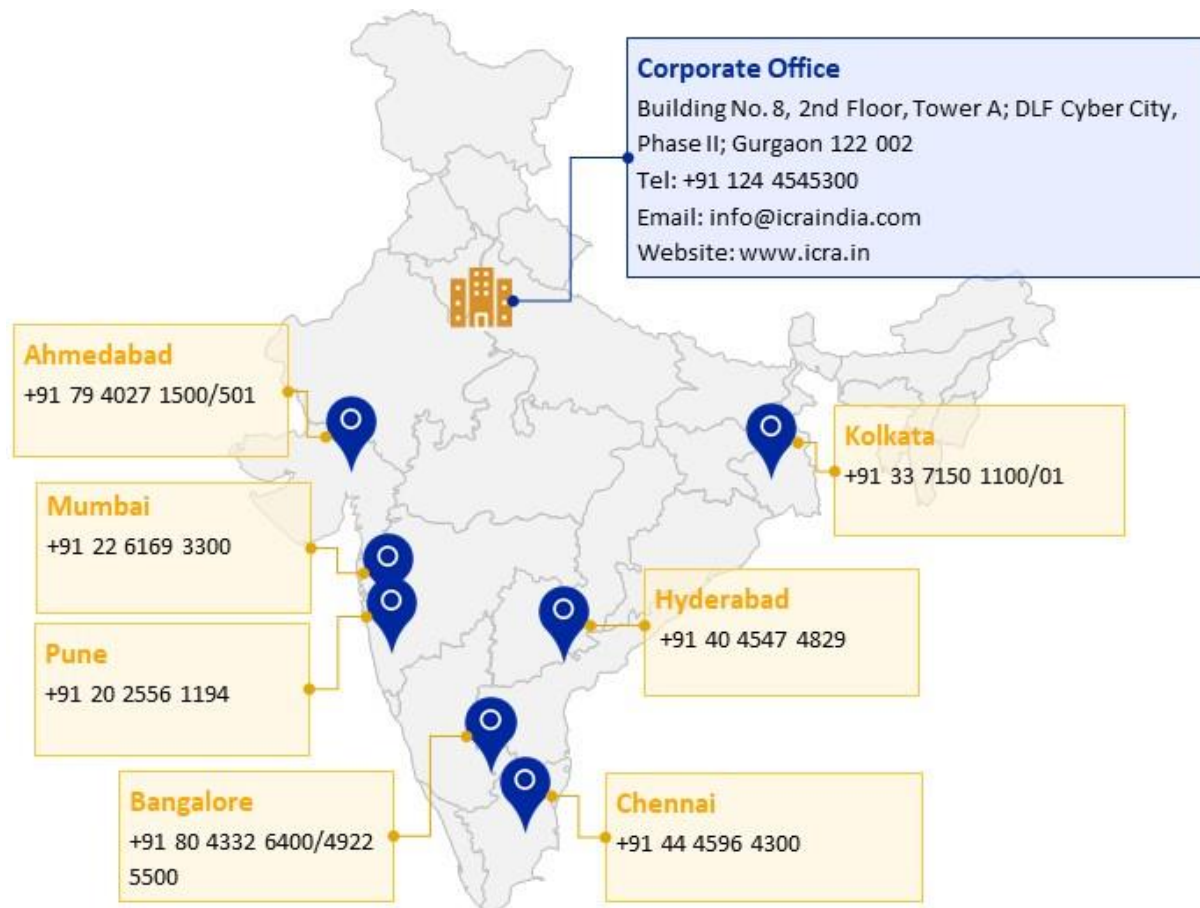 Corporate Office
Building No. 8, 2nd Floor, Tower A; DLF Cyber City,
Phase II; Gurgaon 122 002
Tel: +91 124 4545300
Email: info@icraindia.com
Website: www.icra.in
Ahmedabad
+91 79 4027 1500/501
Kolkata
+91 33 7150 1100/01
Mumbai
+91 22 6169 3300
Hyderabad
+91 40 4547 4829
Pune
+91 20 2556 1194
Bangalore
+91 80 4332 6400/4922
5500
Chennai
+91 44 4596 4300